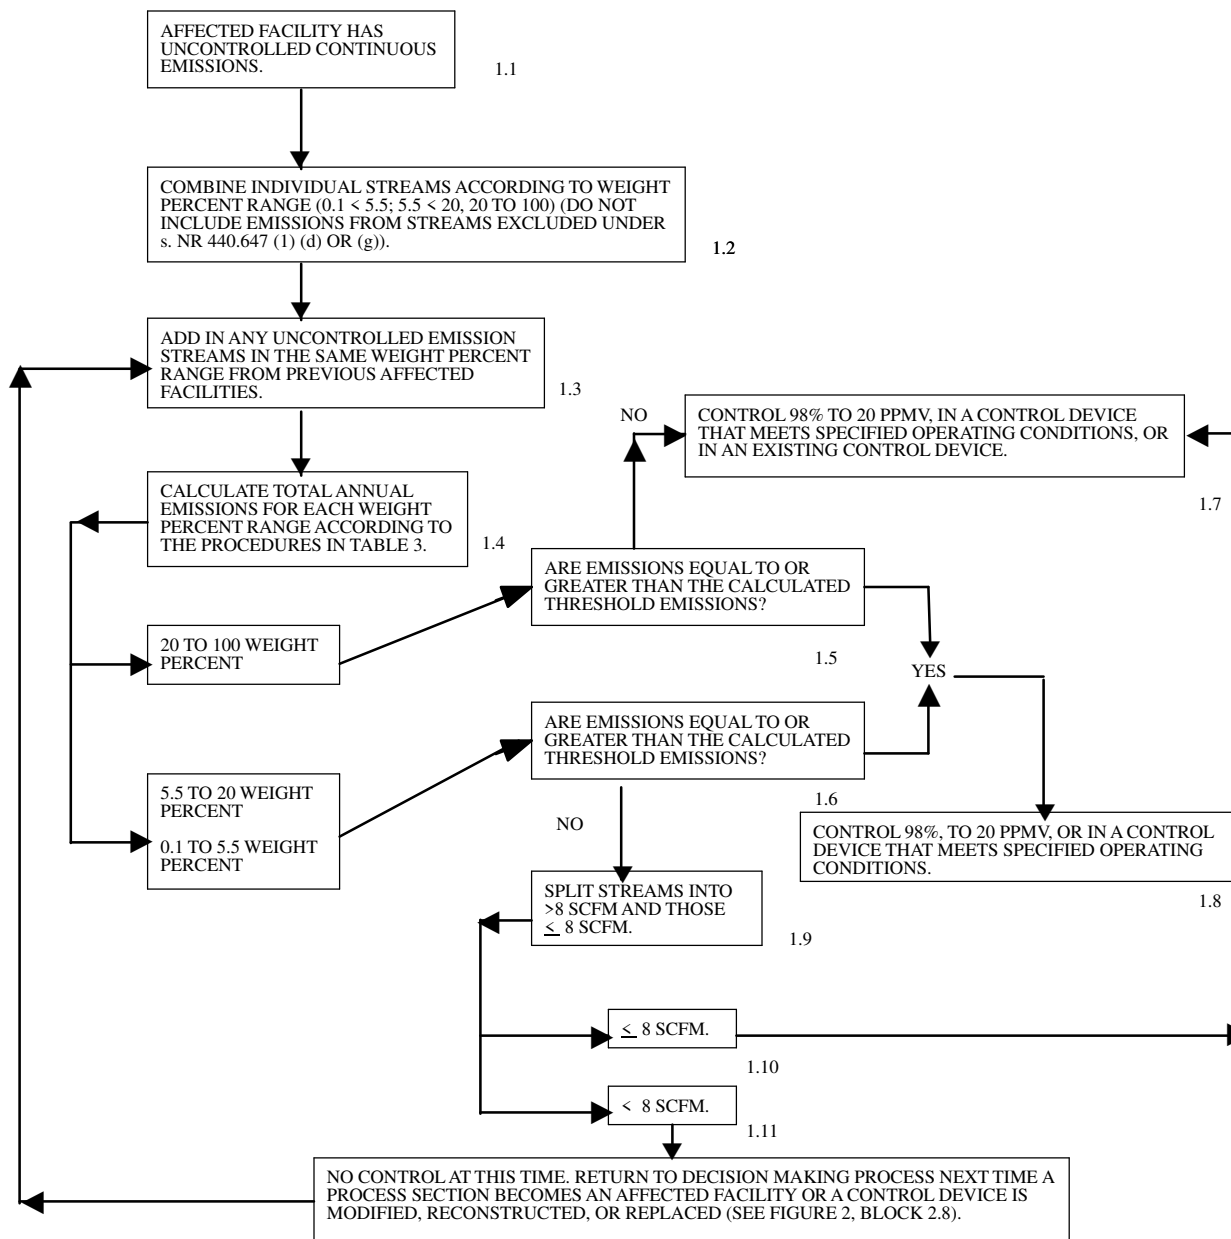 AFFECTED FACILITY HAS
UNCONTROLLED CONTINUOUS
EMISSIONS.
1.1
COMBINE INDIVIDUAL STREAMS ACCORDING TO WEIGHT
PERCENT RANGE (0.1 < 5.5; 5.5 < 20, 20 TO 100) (DO NOT
INCLUDE EMISSIONS FROM STREAMS EXCLUDED UNDER
s. NR 440.647 (1) (d) OR (g)).
1.2
ADD IN ANY UNCONTROLLED EMISSION
STREAMS IN THE SAME WEIGHT PERCENT
RANGE FROM PREVIOUS AFFECTED
FACILITIES.
1.3
NO
CONTROL 98% TO 20 PPMV, IN A CONTROL DEVICE
THAT MEETS SPECIFIED OPERATING CONDITIONS, OR
IN AN EXISTING CONTROL DEVICE.
1.7
CALCULATE TOTAL ANNUAL
EMISSIONS FOR EACH WEIGHT
PERCENT RANGE ACCORDING TO
THE PROCEDURES IN TABLE 3.
1.4
ARE EMISSIONS EQUAL TO OR
GREATER THAN THE CALCULATED
THRESHOLD EMISSIONS?
1.5
20 TO 100 WEIGHT
PERCENT
YES
ARE EMISSIONS EQUAL TO OR
GREATER THAN THE CALCULATED
THRESHOLD EMISSIONS?
1.6
5.5 TO 20 WEIGHT
PERCENT
0.1 TO 5.5 WEIGHT
PERCENT
NO
CONTROL 98%, TO 20 PPMV, OR IN A CONTROL
DEVICE THAT MEETS SPECIFIED OPERATING
CONDITIONS.
1.8
SPLIT STREAMS INTO
>8 SCFM AND THOSE
≤ 8 SCFM.
1.9
≤ 8 SCFM.
1.10
< 8 SCFM.
1.11
NO CONTROL AT THIS TIME. RETURN TO DECISION MAKING PROCESS NEXT TIME A
PROCESS SECTION BECOMES AN AFFECTED FACILITY OR A CONTROL DEVICE IS
MODIFIED, RECONSTRUCTED, OR REPLACED (SEE FIGURE 2, BLOCK 2.8).